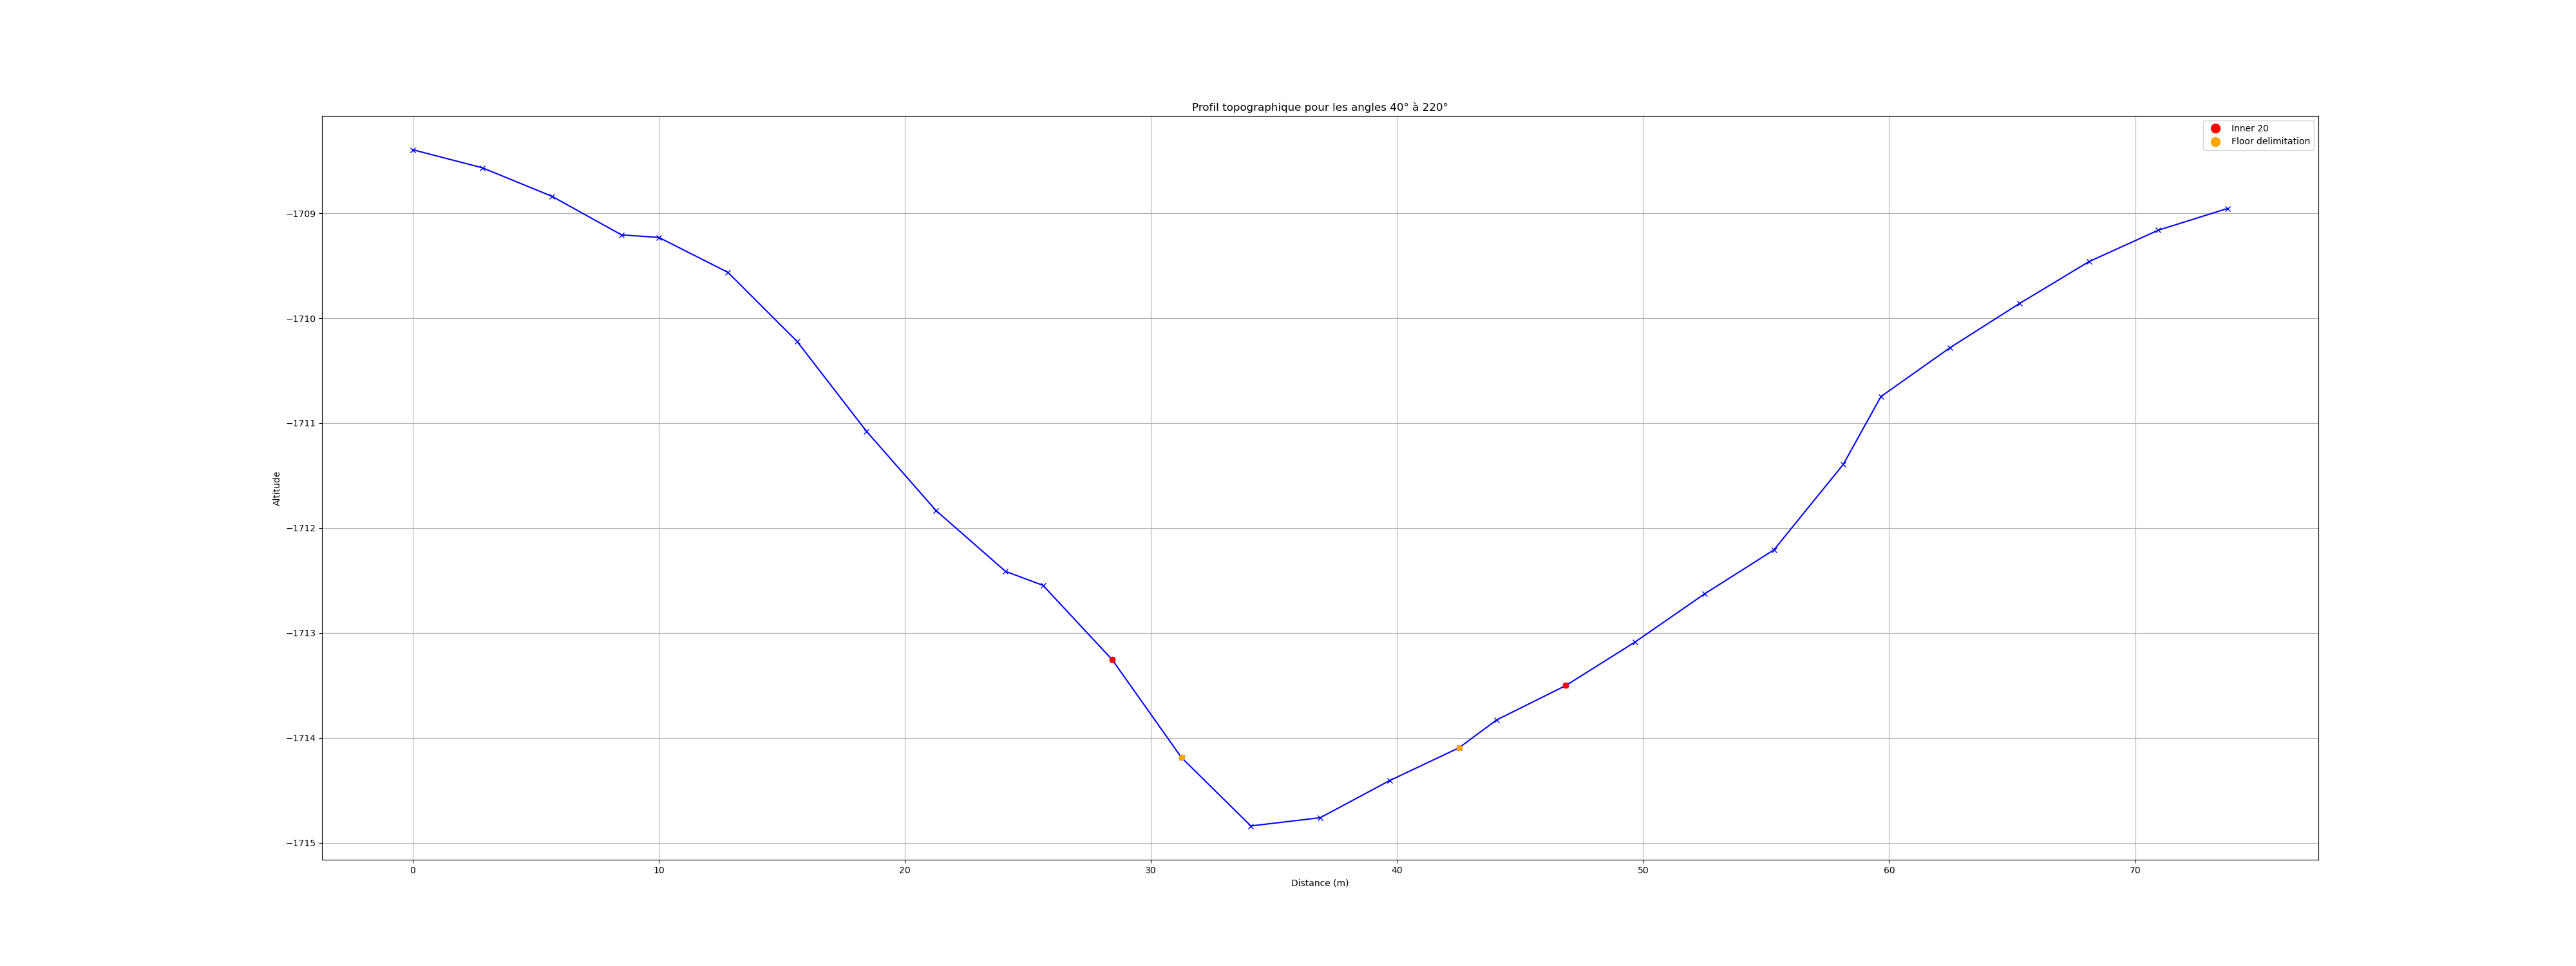 Profil topographique pour les angles 40° à 220°
Inner 20
Floor delimitation
−1709
−1710
−1711
−1712
−1713
−1714
−1715
Altitude
0 10 20 30 40 50 60 70
Distance (m)